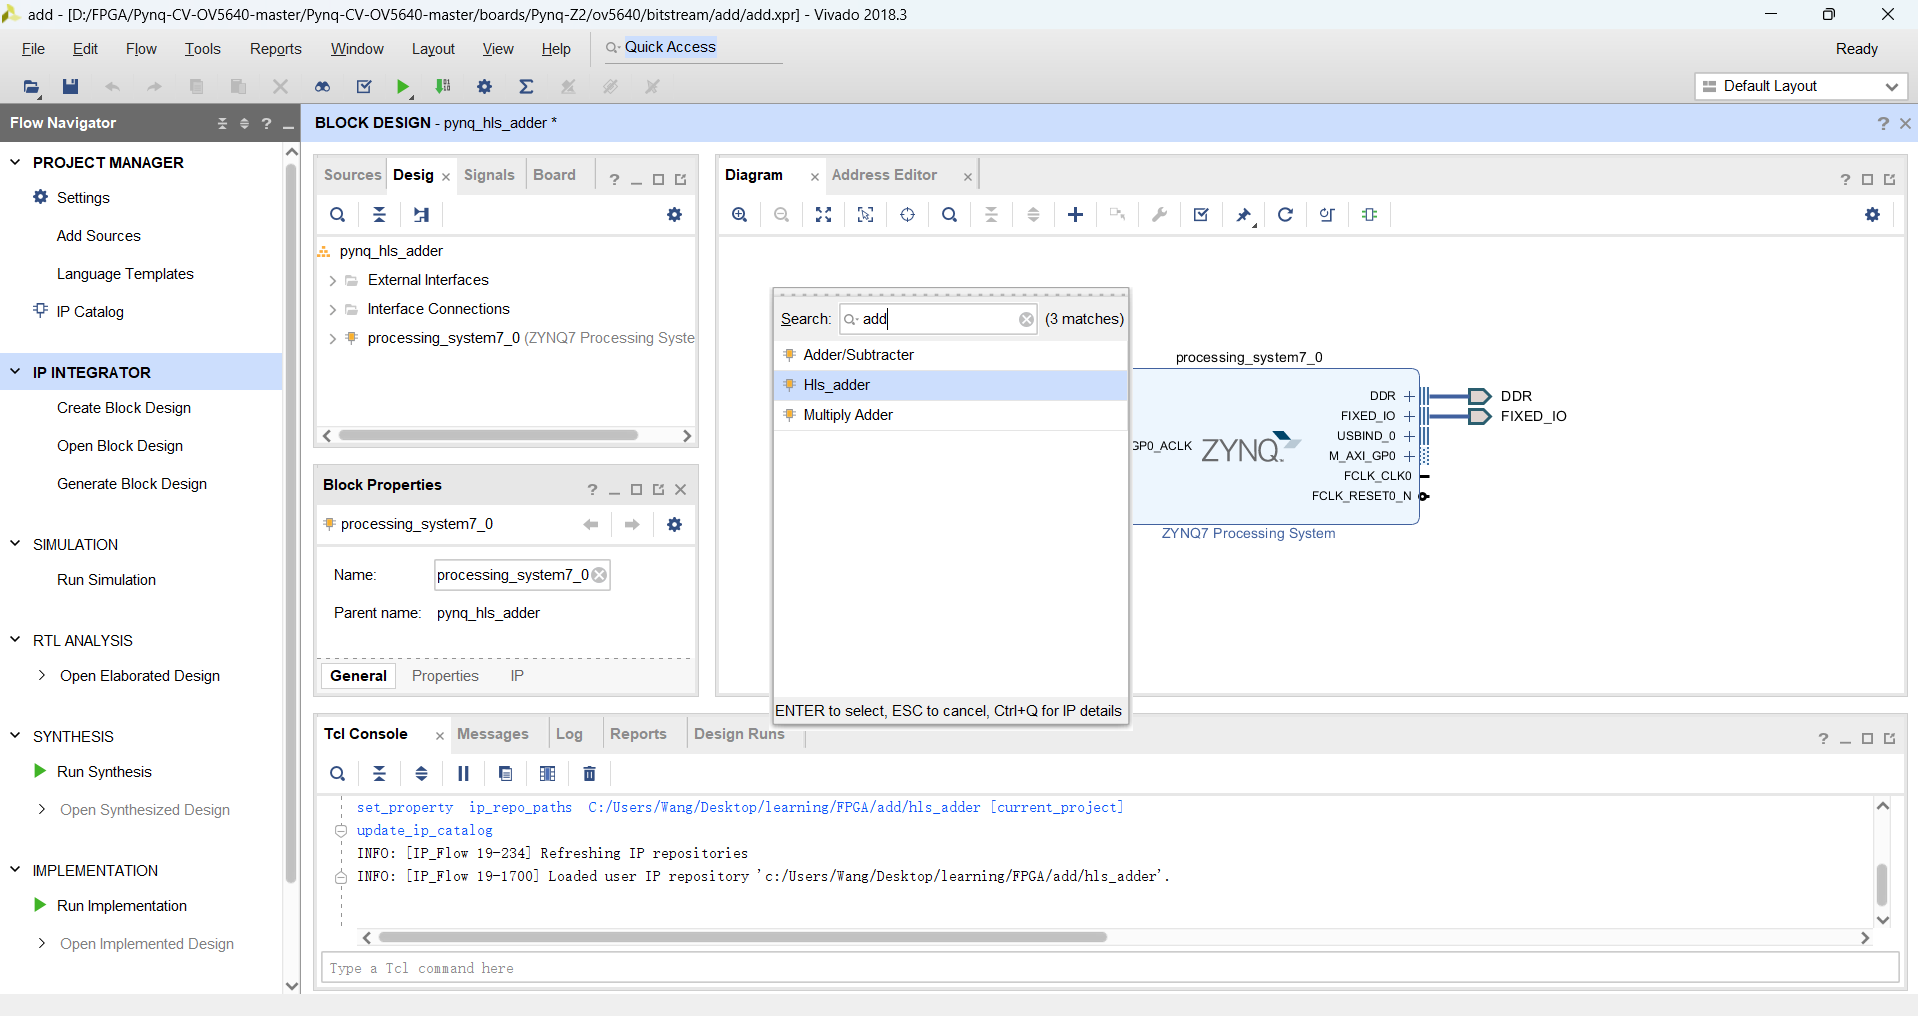 add - [D:/FPGA/Pynq-CV-OV5640-master/Pynq-CV-OV5640-master/boards/Pynq-Z2/ov5640/bitstream/add/add.xpr] - Vivado 2018.3
File Edit Flow Tools Reports Window Layout View Help Quick Access Ready
Default Layout
Flow Navigator
PROJECT MANAGER
Settings
Add Sources
Language Templates
IP Catalog
IP INTEGRATOR
Create Block Design
Open Block Design
Generate Block Design
SIMULATION
Run Simulation
RTL ANALYSIS
Open Elaborated Design
SYNTHESIS
Run Synthesis
Open Synthesized Design
IMPLEMENTATION
Run Implementation
Open Implemented Design
BLOCK DESIGN - pynq_hls_adder *
Sources Desig Signals Board
pynq_hls_adder
External Interfaces
Interface Connections
processing_system7_0 (ZYNQ7 Processing Syste
Block Properties
processing_system7_0
Name: processing_system7_0
Parent name: pynq_hls_adder
General Properties IP
Diagram Address Editor
Search: add (3 matches)
Adder/Subtracter
Hls_adder
Multiply Adder
ENTER to select, ESC to cancel, Ctrl+Q for IP details
processing_system7_0
DDR
FIXED_IO
USBIND_0
M_AXI_GP0
FCLK_CLK0
FCLK_RESET0_N
GP0_ACLK
ZYNQ
DDR
FIXED_IO
ZYNQ7 Processing System
Tcl Console Messages Log Reports Design Runs
set_property ip_repo_paths C:/Users/Wang/Desktop/learning/FPGA/add/hls_adder [current_project]
update_ip_catalog
INFO: [IP_Flow 19-234] Refreshing IP repositories
INFO: [IP_Flow 19-1700] Loaded user IP repository 'c:/Users/Wang/Desktop/learning/FPGA/add/hls_adder'.
Type a Tcl command here